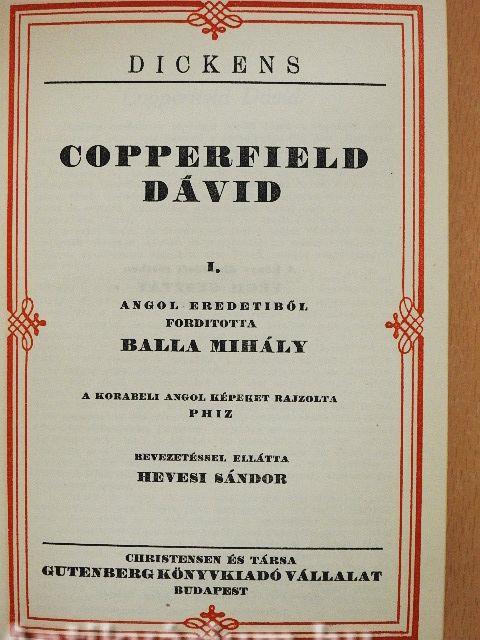 DICKENS
COPPERFIELD
DÁVID
I.
ANGOL EREDETIBŐL
FORDITOTTA
BALLA MIHÁLY
A KORABELI ANGOL KÉPEKET RAJZOLTA
PHIZ
BEVEZETÉSSEL ELLÁTTA
HEVESI SÁNDOR
CHRISTENSEN ÉS TÁRSA
GUTENBERG KÖNYVKIADÓ VÁLLALAT
BUDAPEST